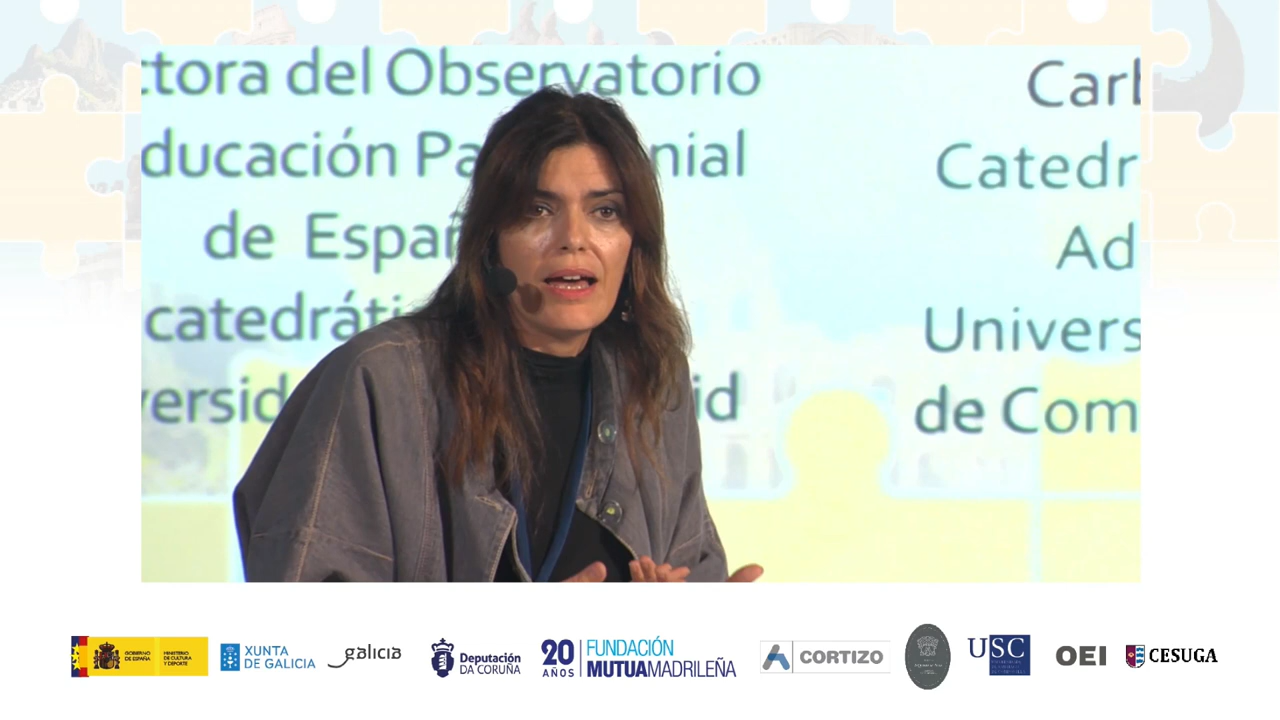 ctora del Observatorio
ducación Pa nial
de Españ
catedráti
versid id
Carb
Catedr
Ad
Univers
de Com
GOBIERNO DE ESPAÑA
MINISTERIO DE CULTURA Y DEPORTE
XUNTA
DE GALICIA
galicia
Deputación
DA CORUÑA
20
AÑOS
FUNDACIÓN
MUTUAMADRILEÑA
CORTIZO
USC
OEI
CESUGA